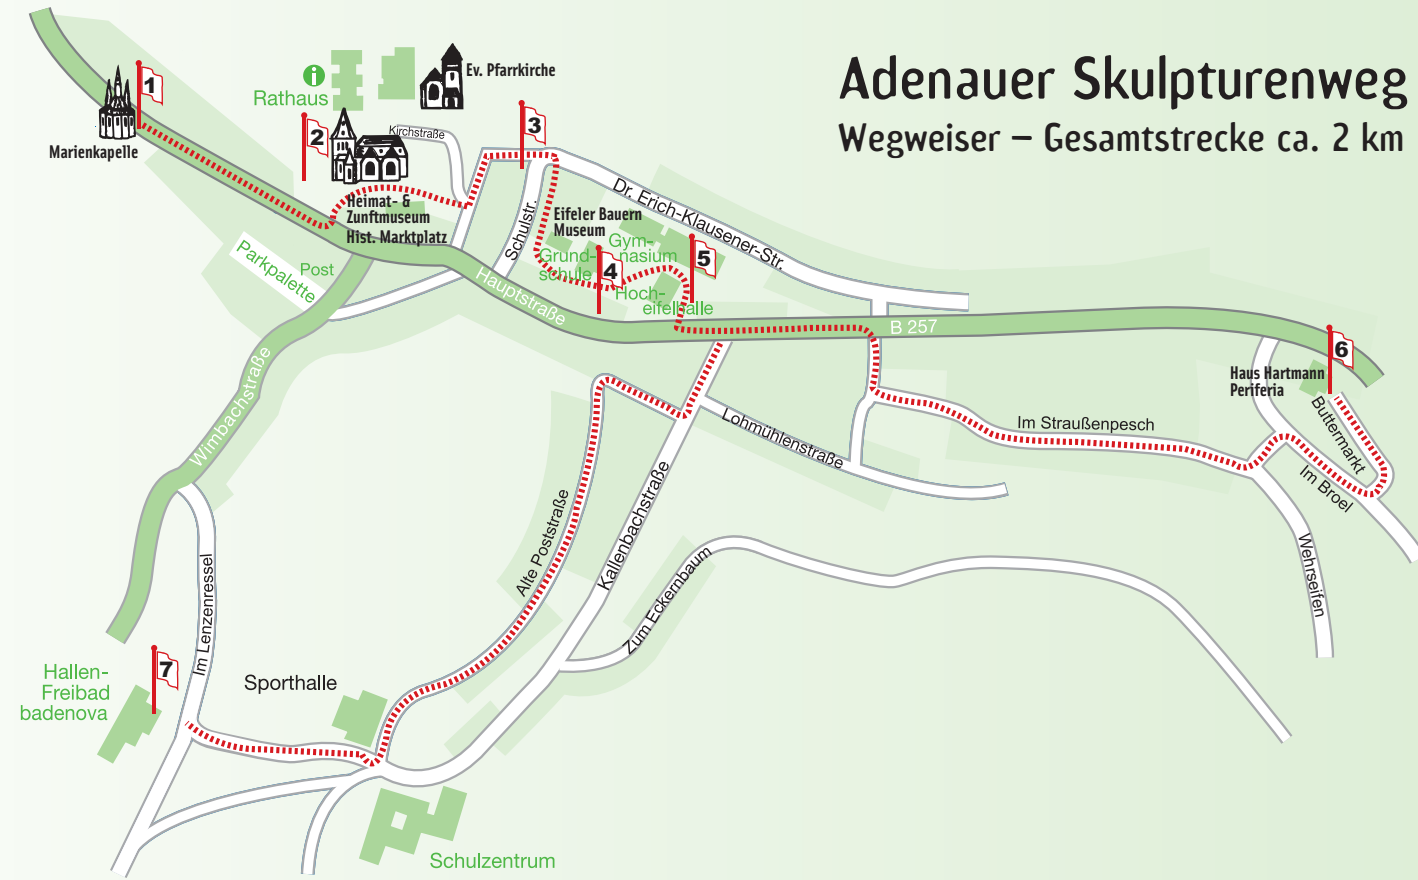 Adenauer Skulpturenweg
Wegweiser – Gesamtstrecke ca. 2 km
1
Marienkapelle
i
Rathaus
Ev. Pfarrkirche
2
Kirchstraße
3
Heimat- &
Zunftmuseum
Hist. Marktplatz
Parkpalette
Post
Schulstr.
Dr. Erich-Klausener-Str.
Eifeler Bauern
Museum
Grund-
schule
4
Gym-
nasium
5
Hoch-
eifelhalle
Hauptstraße
B 257
6
Haus Hartmann
Periferia
Buttermarkt
Im Broel
Im Straußenpesch
Wehrseifen
Lohmühlenstraße
Wimbachstraße
Alte Poststraße
Kallenbachstraße
Zum Eckernbaum
Im Lenzenressel
7
Hallen-
Freibad
badenova
Sporthalle
Schulzentrum